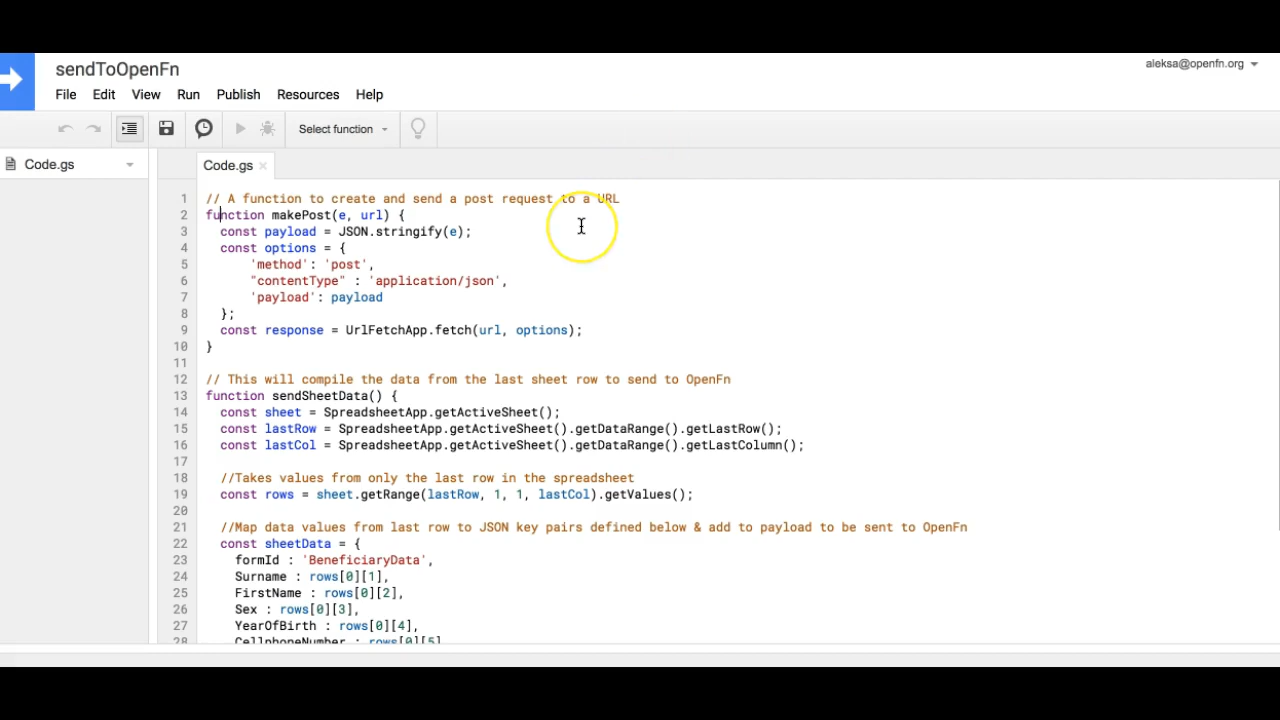 aleksa@openfn.org
sendToOpenFn
File Edit View Run Publish Resources Help
Select function
Code.gs
Code.gs
1 // A function to create and send a post request to a URL
2 function makePost(e, url) {
3 const payload = JSON.stringify(e);
4 const options = {
5 'method': 'post',
6 "contentType" : 'application/json',
7 'payload': payload
8 };
9 const response = UrlFetchApp.fetch(url, options);
10 }
11
12 // This will compile the data from the last sheet row to send to OpenFn
13 function sendSheetData() {
14 const sheet = SpreadsheetApp.getActiveSheet();
15 const lastRow = SpreadsheetApp.getActiveSheet().getDataRange().getLastRow();
16 const lastCol = SpreadsheetApp.getActiveSheet().getDataRange().getLastColumn();
17
18 //Takes values from only the last row in the spreadsheet
19 const rows = sheet.getRange(lastRow, 1, 1, lastCol).getValues();
20
21 //Map data values from last row to JSON key pairs defined below & add to payload to be sent to OpenFn
22 const sheetData = {
23 formId : 'BeneficiaryData',
24 Surname : rows[0][1],
25 FirstName : rows[0][2],
26 Sex : rows[0][3],
27 YearOfBirth : rows[0][4],
28 CellphoneNumber : rows[0][5]